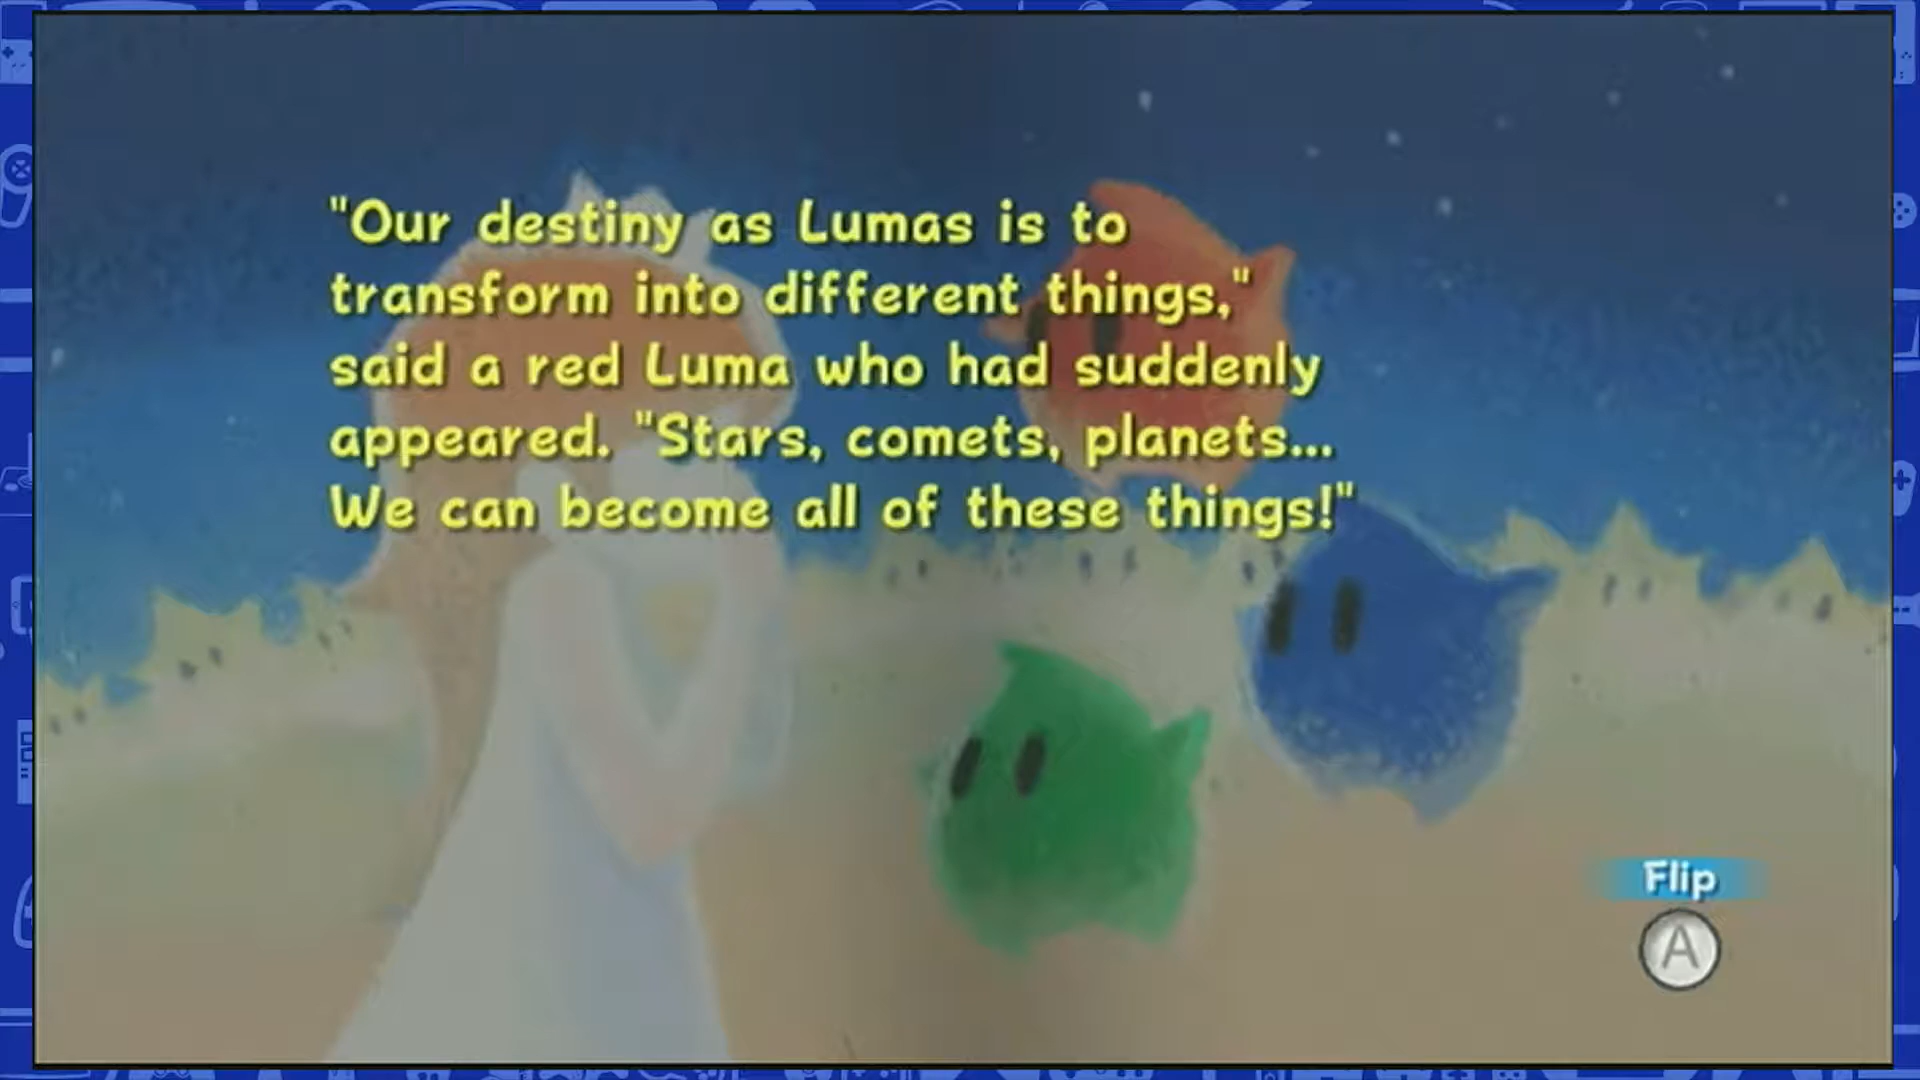 "Our destiny as Lumas is to
transform into different things,"
said a red Luma who had suddenly
appeared. "Stars, comets, planets...
We can become all of these things!"
Flip
A